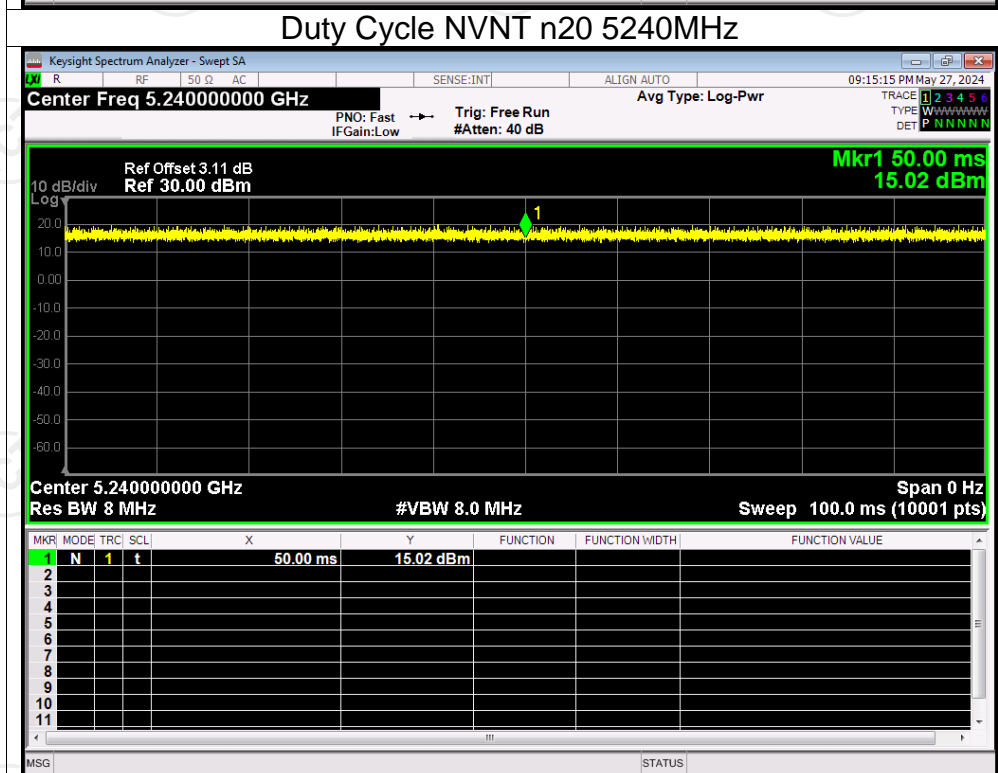 Duty Cycle NVNT n20 5240MHz
Keysight Spectrum Analyzer - Swept SA
LXI R RF 50 Ω AC SENSE:INT ALIGN AUTO 09:15:15 PM May 27, 2024
Center Freq 5.240000000 GHz Avg Type: Log-Pwr TRACE 1 2 3 4 5 6
PNO: Fast Trig: Free Run TYPE WWWWWW
IFGain:Low #Atten: 40 dB DET P N N N N N
Mkr1 50.00 ms
Ref Offset 3.11 dB
10 dB/div Ref 30.00 dBm 15.02 dBm
Log
1
20.0
10.0
0.00
-10.0
-20.0
-30.0
-40.0
-50.0
-60.0
Center 5.240000000 GHz Span 0 Hz
Res BW 8 MHz #VBW 8.0 MHz Sweep 100.0 ms (10001 pts)
MKR MODE TRC SCL X Y FUNCTION FUNCTION WIDTH FUNCTION VALUE
1 N 1 t 50.00 ms 15.02 dBm
2
3
4
5
6
7
8
9
10
11
MSG STATUS